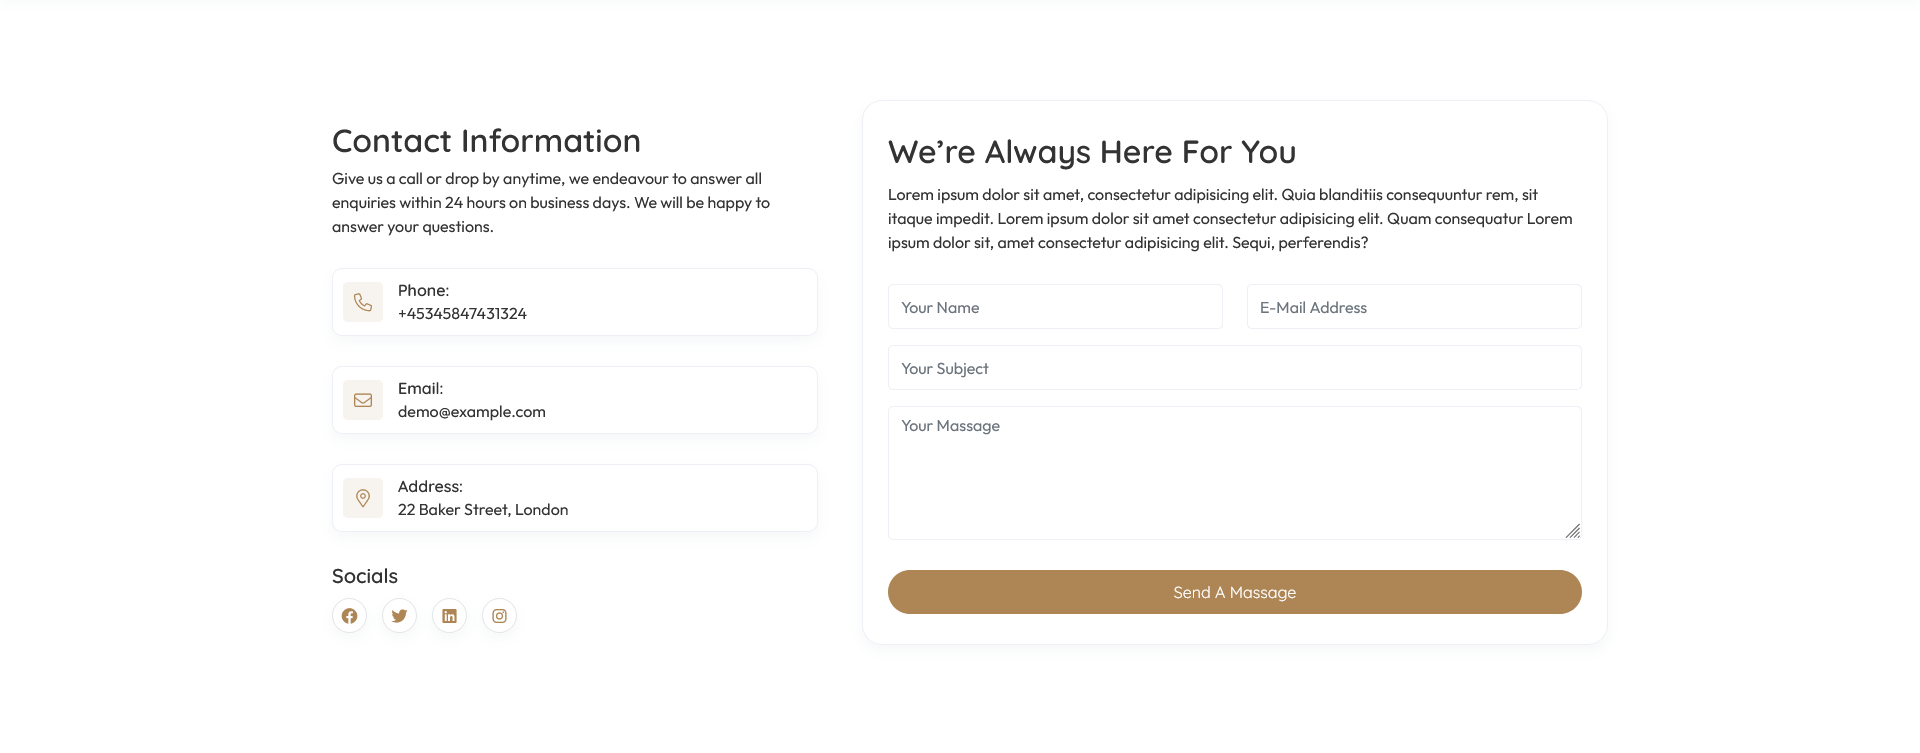 Contact Information
Give us a call or drop by anytime, we endeavour to answer all
enquiries within 24 hours on business days. We will be happy to
answer your questions.
Phone:
+45345847431324
Email:
demo@example.com
Address:
22 Baker Street, London
Socials
We’re Always Here For You
Lorem ipsum dolor sit amet, consectetur adipisicing elit. Quia blanditiis consequuntur rem, sit
itaque impedit. Lorem ipsum dolor sit amet consectetur adipisicing elit. Quam consequatur Lorem
ipsum dolor sit, amet consectetur adipisicing elit. Sequi, perferendis?
Your Name
E-Mail Address
Your Subject
Your Massage
Send A Massage